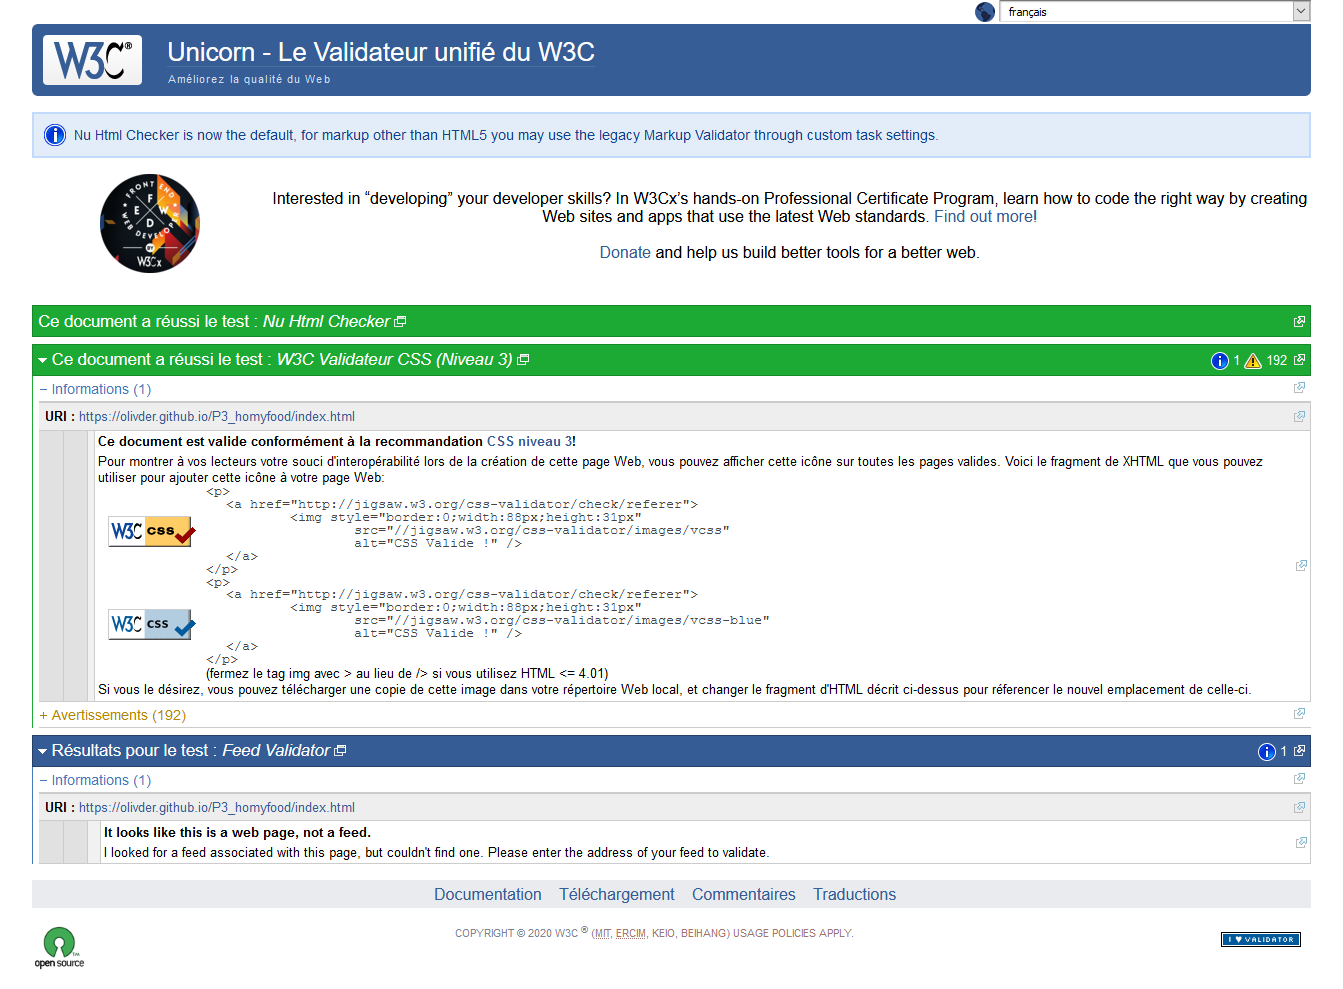 français
W3C®
Unicorn - Le Validateur unifié du W3C
Améliorez la qualité du Web
Nu Html Checker is now the default, for markup other than HTML5 you may use the legacy Markup Validator through custom task settings.
FRONT END
WEB DEVELOPER
F
E W
D
BY
W3Cx
Interested in “developing” your developer skills? In W3Cx’s hands-on Professional Certificate Program, learn how to code the right way by creating
Web sites and apps that use the latest Web standards. Find out more!
Donate and help us build better tools for a better web.
Ce document a réussi le test : Nu Html Checker
Ce document a réussi le test : W3C Validateur CSS (Niveau 3)
1 192
− Informations (1)
URI : https://olivder.github.io/P3_homyfood/index.html
Ce document est valide conformément à la recommandation CSS niveau 3!
Pour montrer à vos lecteurs votre souci d'interopérabilité lors de la création de cette page Web, vous pouvez afficher cette icône sur toutes les pages valides. Voici le fragment de XHTML que vous pouvez
utiliser pour ajouter cette icône à votre page Web:
W3C css
<p>
<a href="http://jigsaw.w3.org/css-validator/check/referer">
<img style="border:0;width:88px;height:31px"
src="//jigsaw.w3.org/css-validator/images/vcss"
alt="CSS Valide !" />
</a>
</p>
W3C css
<p>
<a href="http://jigsaw.w3.org/css-validator/check/referer">
<img style="border:0;width:88px;height:31px"
src="//jigsaw.w3.org/css-validator/images/vcss-blue"
alt="CSS Valide !" />
</a>
</p>
(fermez le tag img avec > au lieu de /> si vous utilisez HTML <= 4.01)
Si vous le désirez, vous pouvez télécharger une copie de cette image dans votre répertoire Web local, et changer le fragment d'HTML décrit ci-dessus pour réferencer le nouvel emplacement de celle-ci.
+ Avertissements (192)
Résultats pour le test : Feed Validator
1
− Informations (1)
URI : https://olivder.github.io/P3_homyfood/index.html
It looks like this is a web page, not a feed.
I looked for a feed associated with this page, but couldn't find one. Please enter the address of your feed to validate.
Documentation Téléchargement Commentaires Traductions
open source
COPYRIGHT © 2020 W3C ® (MIT, ERCIM, KEIO, BEIHANG) USAGE POLICIES APPLY.
I ♥ VALIDATOR